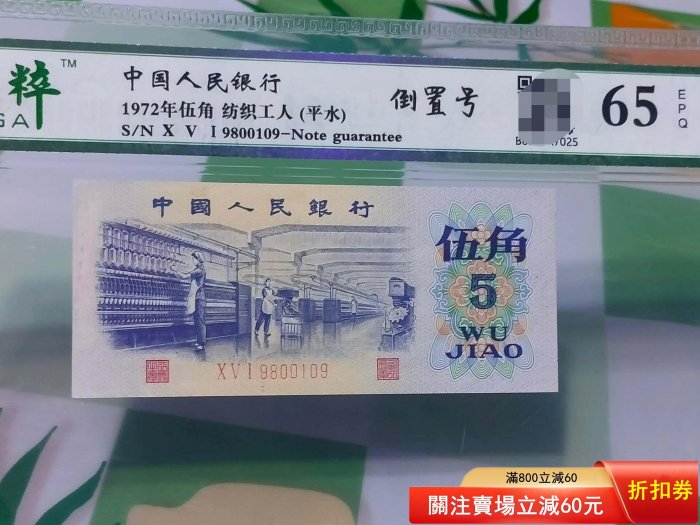 粹 TM
GA
中国人民银行
1972年伍角 纺织工人 (平水)
S/N X V I 9800109-Note guarantee
倒置号
7025
65 EPQ
中國人民銀行
伍角
5
WU
JIAO
XVI9800109
滿800立減60
關注賣場立減60元
折扣券